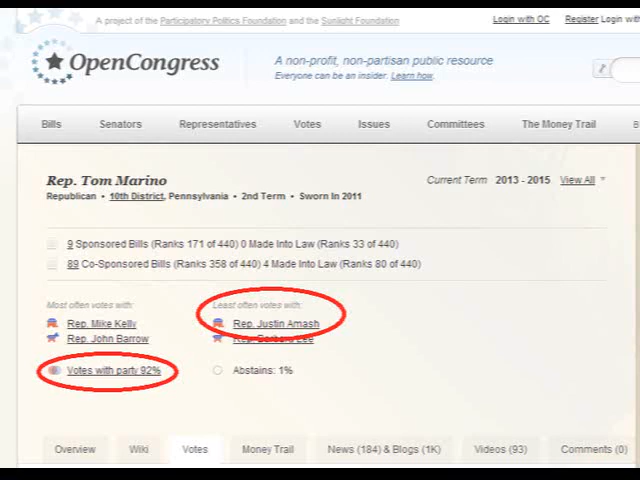 A project of the Participatory Politics Foundation and the Sunlight Foundation
Login with OC Register Login with
OpenCongress
A non-profit, non-partisan public resource
Everyone can be an insider. Learn how.
Bills Senators Representatives Votes Issues Committees The Money Trail
Rep. Tom Marino
Current Term 2013 - 2015 View All
Republican • 10th District, Pennsylvania • 2nd Term • Sworn In 2011
9 Sponsored Bills (Ranks 171 of 440) 0 Made Into Law (Ranks 33 of 440)
89 Co-Sponsored Bills (Ranks 358 of 440) 4 Made Into Law (Ranks 80 of 440)
Most often votes with:
Rep. Mike Kelly
Rep. John Barrow
Least often votes with:
Rep. Justin Amash
Rep. Barbara Lee
Votes with party 92%
Abstains: 1%
Overview Wiki Votes Money Trail News (184) & Blogs (1K) Videos (93) Comments (0)